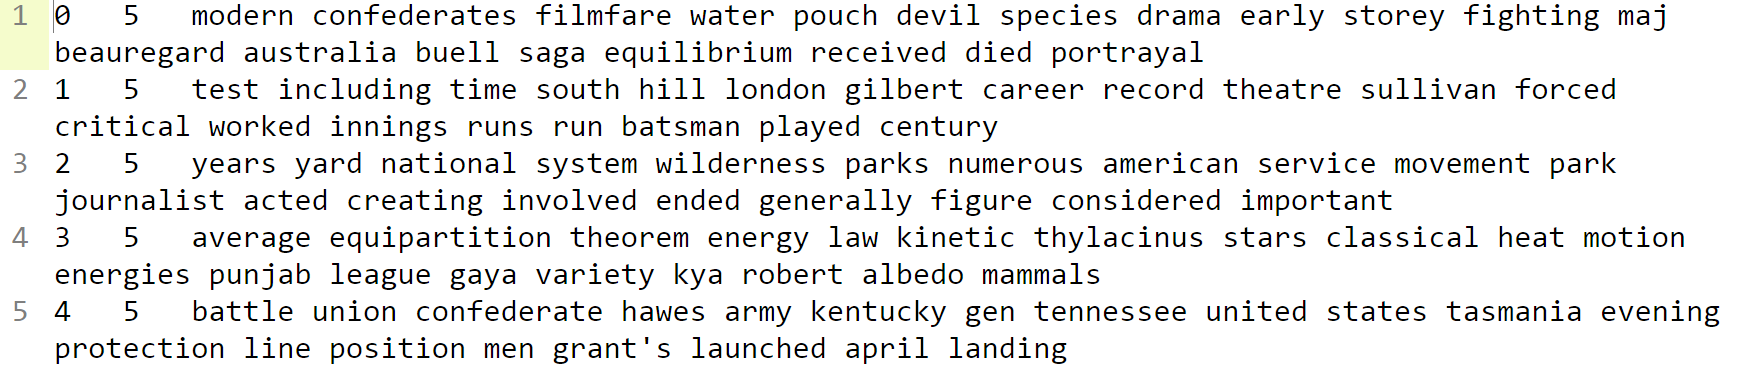 1 0 5 modern confederates filmfare water pouch devil species drama early storey fighting maj
beauregard australia buell saga equilibrium received died portrayal
2 1 5 test including time south hill london gilbert career record theatre sullivan forced
critical worked innings runs run batsman played century
3 2 5 years yard national system wilderness parks numerous american service movement park
journalist acted creating involved ended generally figure considered important
4 3 5 average equipartition theorem energy law kinetic thylacinus stars classical heat motion
energies punjab league gaya variety kya robert albedo mammals
5 4 5 battle union confederate hawes army kentucky gen tennessee united states tasmania evening
protection line position men grant's launched april landing